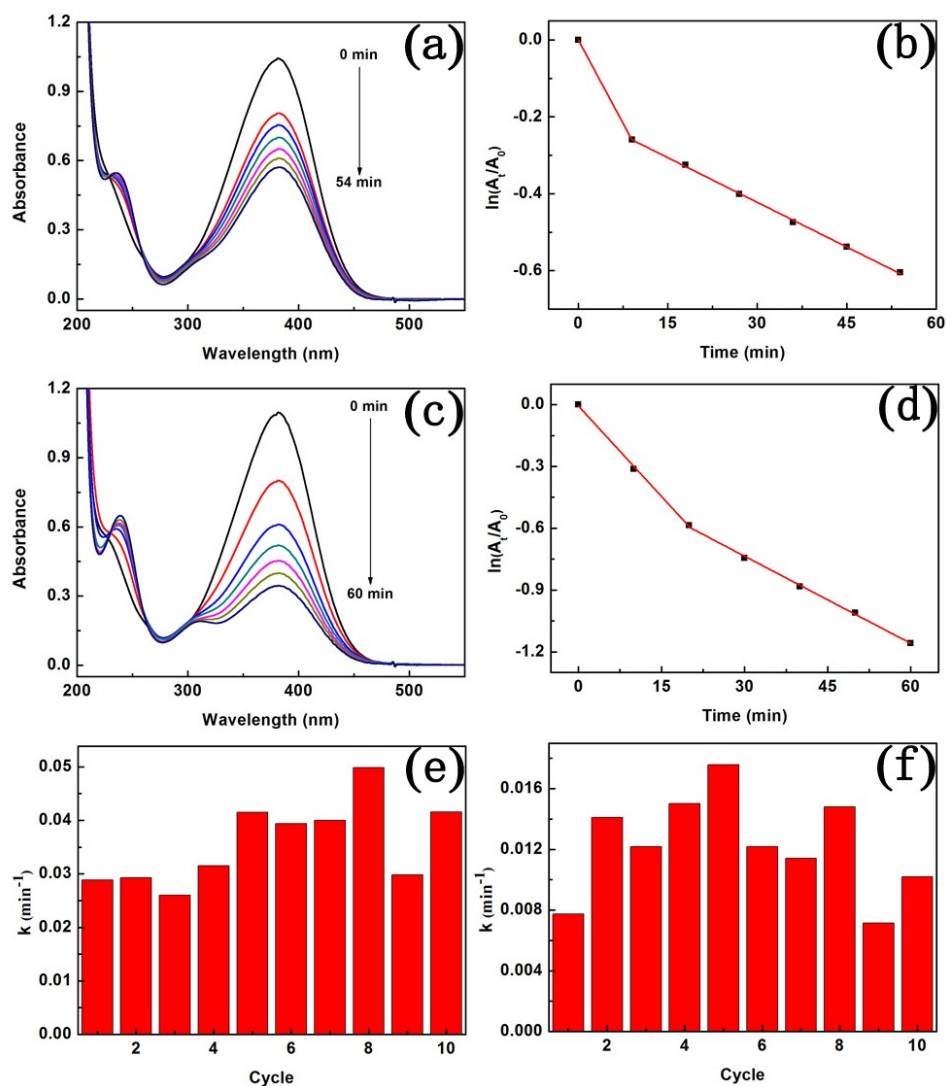 (a)
1.2
0.9
0.6
0.3
0.0
Absorbance
0 min
54 min
200 300 400 500
Wavelength (nm)
(b)
0.0
-0.2
-0.4
-0.6
ln(At/A0)
0 15 30 45 60
Time (min)
(c)
1.2
0.9
0.6
0.3
0.0
Absorbance
0 min
60 min
200 300 400 500
Wavelength (nm)
(d)
0.0
-0.3
-0.6
-0.9
-1.2
ln(At/A0)
0 15 30 45 60
Time (min)
(e)
0.05
0.04
0.03
0.02
0.01
0.00
k (min-1)
2 4 6 8 10
Cycle
(f)
0.016
0.012
0.008
0.004
0.000
k (min-1)
2 4 6 8 10
Cycle